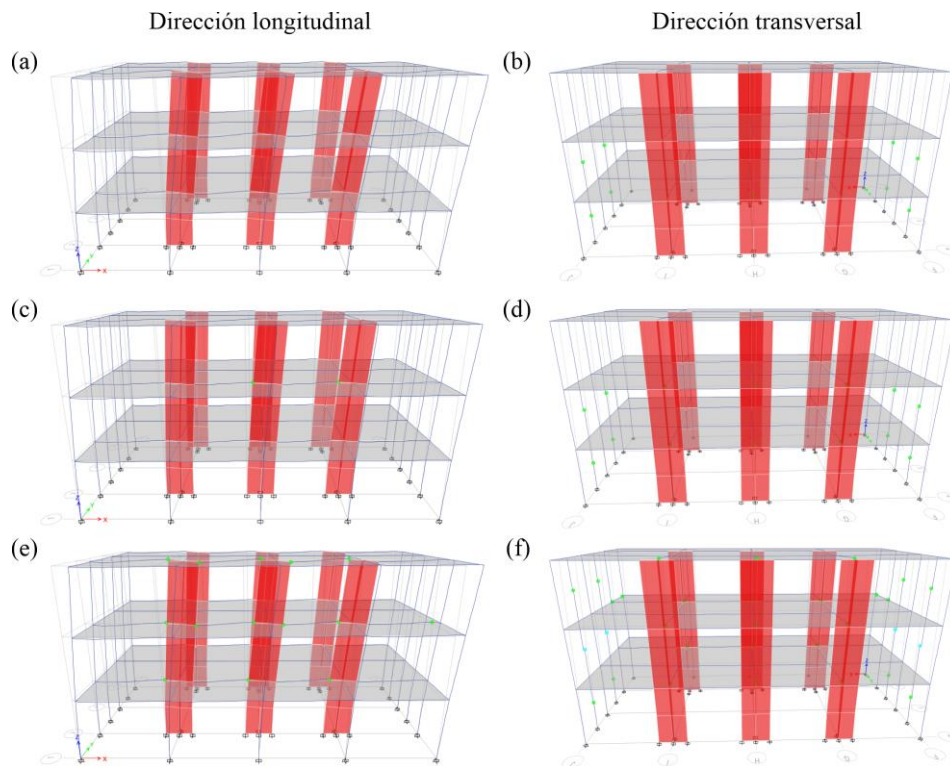 Dirección longitudinal
Dirección transversal
(a)
(b)
(c)
(d)
(e)
(f)
Z
Y
X
H
Z
Y
X
H
Z
Y
X
H